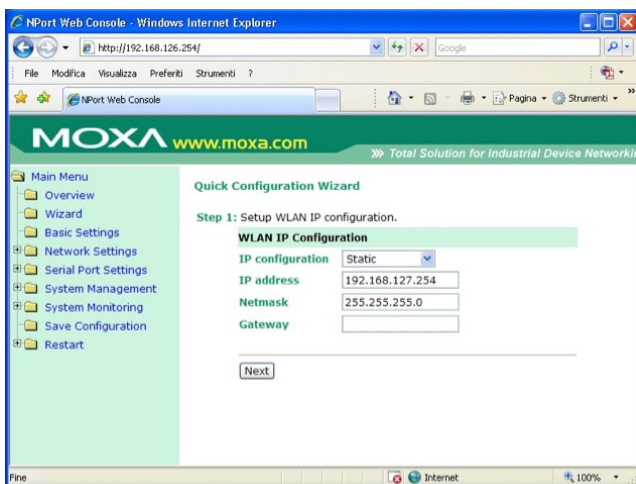 NPort Web Console - Windows Internet Explorer
http://192.168.126.254/
Google
File Modifica Visualizza Preferiti Strumenti ?
NPort Web Console
Pagina Strumenti »
MOXA www.moxa.com
Total Solution for Industrial Device Networkin
Main Menu
Overview
Wizard
Basic Settings
Network Settings
Serial Port Settings
System Management
System Monitoring
Save Configuration
Restart
Quick Configuration Wizard
Step 1: Setup WLAN IP configuration.
WLAN IP Configuration
IP configuration Static
IP address 192.168.127.254
Netmask 255.255.255.0
Gateway
Next
Fine
Internet
100%